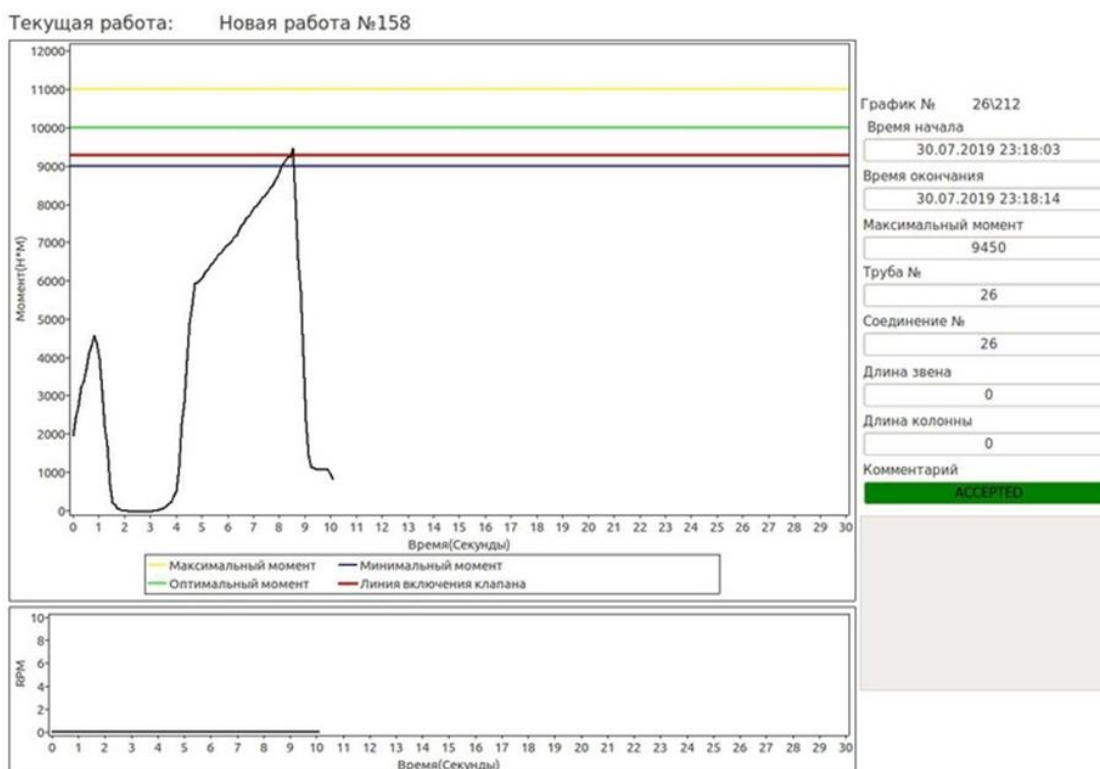 Текущая работа: Новая работа №158
12000
11000
10000
9000
8000
7000
6000
5000
4000
3000
2000
1000
0
Момент(Н*М)
0 1 2 3 4 5 6 7 8 9 10 11 12 13 14 15 16 17 18 19 20 21 22 23 24 25 26 27 28 29 30
Время(Секунды)
Максимальный момент Минимальный момент
Оптимальный момент Линия включения клапана
10
8
6
4
2
0
RPM
0 1 2 3 4 5 6 7 8 9 10 11 12 13 14 15 16 17 18 19 20 21 22 23 24 25 26 27 28 29 30
Время(Секунды)
График № 26\212
Время начала
30.07.2019 23:18:03
Время окончания
30.07.2019 23:18:14
Максимальный момент
9450
Труба №
26
Соединение №
26
Длина звена
0
Длина колонны
0
Комментарий
ACCEPTED